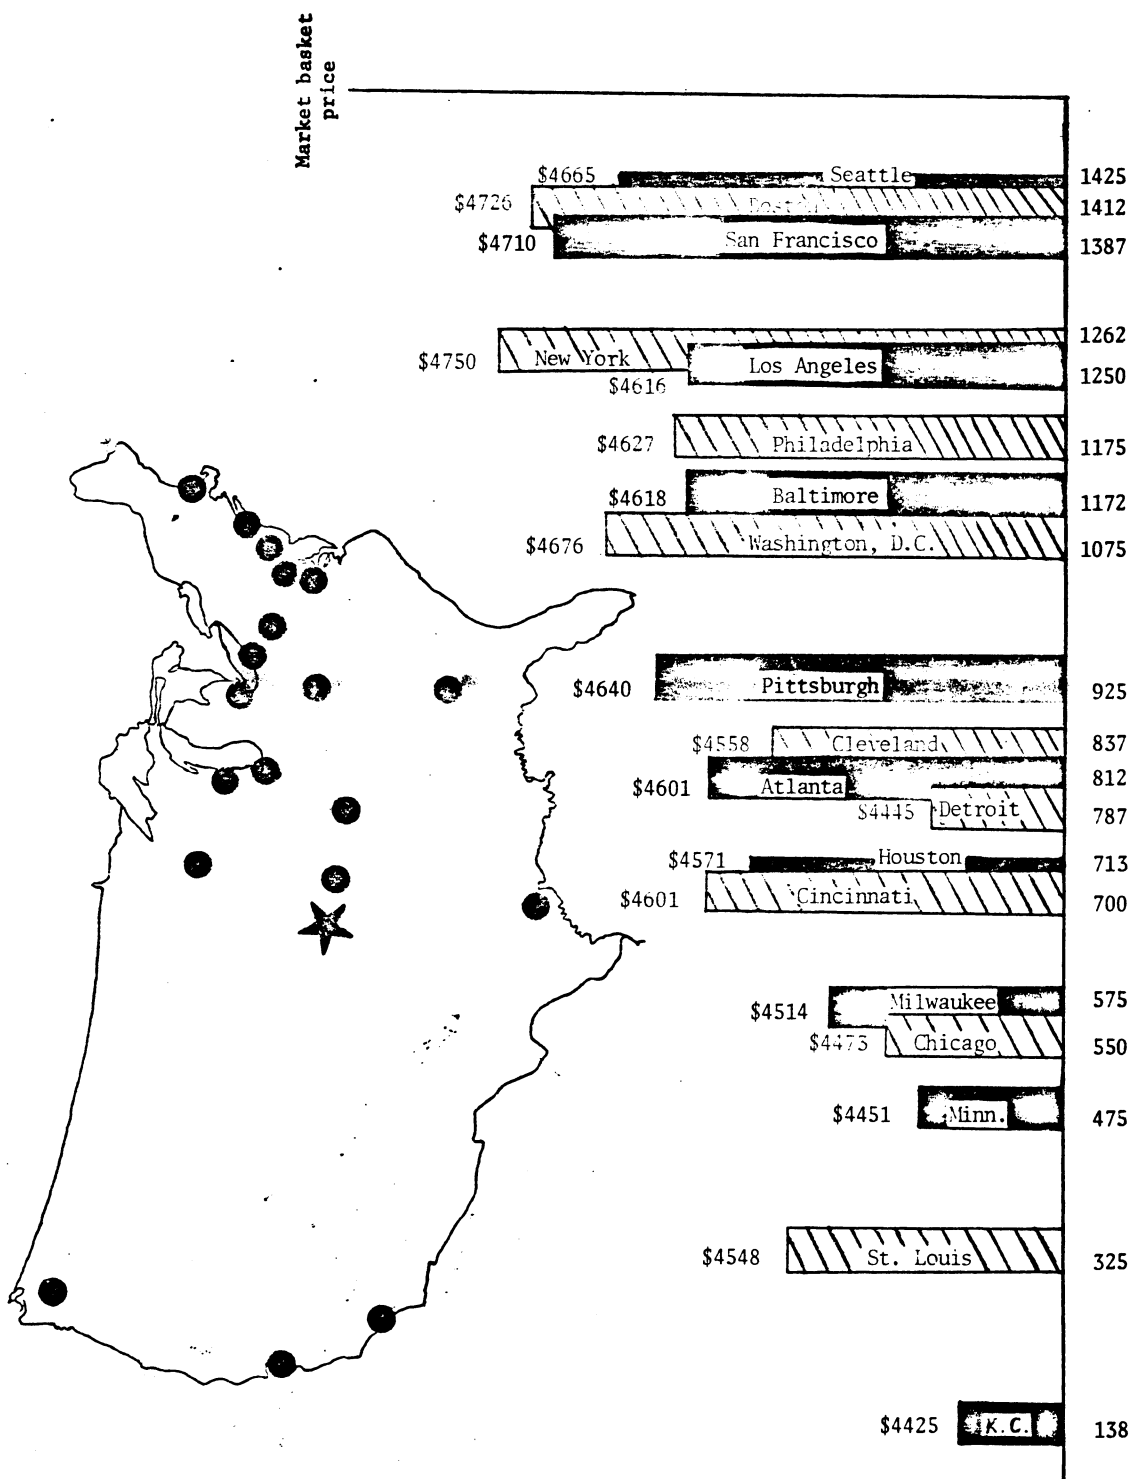 Market basket
price
$4665 Seattle 1425
$4726 Boston 1412
$4710 San Francisco 1387
1262
$4750 New York Los Angeles
$4616 1250
$4627 Philadelphia 1175
$4618 Baltimore 1172
$4676 Washington, D.C. 1075
$4640 Pittsburgh 925
$4558 Cleveland 837
$4601 Atlanta 812
$4445 Detroit 787
$4571 Houston 713
$4601 Cincinnati 700
$4514 Milwaukee 575
$4473 Chicago 550
$4451 Minn. 475
$4548 St. Louis 325
$4425 K.C. 138